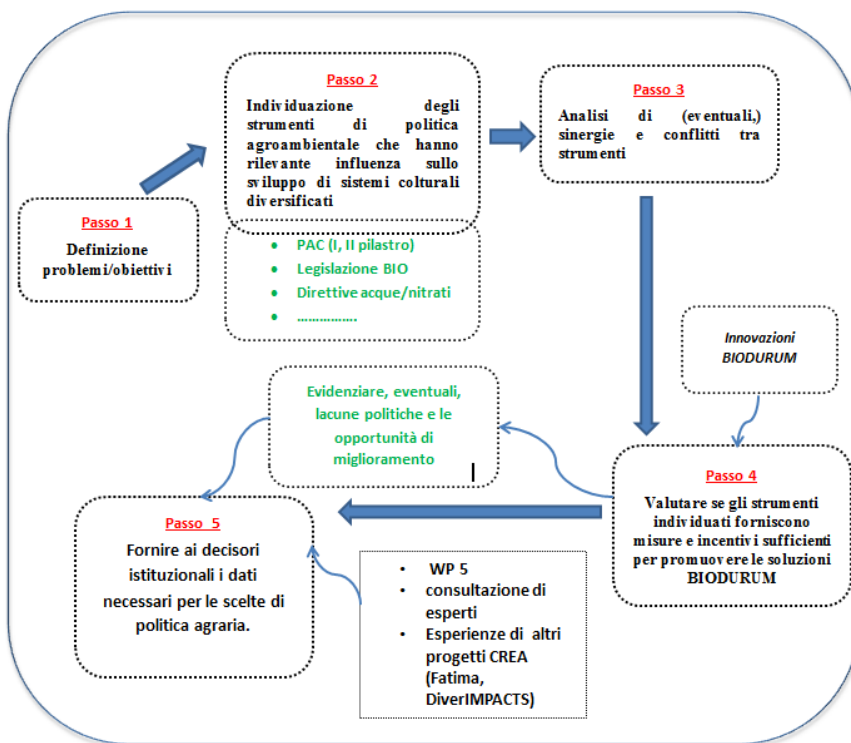 Passo 1
Definizione
problemi/obiettivi
Passo 2
Individuazione degli
strumenti di politica
agroambientale che hanno
rilevante influenza sullo
sviluppo di sistemi colturali
diversificati
• PAC (I, II pilastro)
• Legislazione BIO
• Direttive acque/nitrati
• …………….
Passo 3
Analisi di (eventuali,)
sinergie e conflitti tra
strumenti
Innovazioni
BIODURUM
Passo 4
Valutare se gli strumenti
individuati forniscono
misure e incentivi sufficienti
per promuovere le soluzioni
BIODURUM
Evidenziare, eventuali,
lacune politiche e le
opportunità di
miglioramento
Passo 5
Fornire ai decisori
istituzionali i dati
necessari per le scelte di
politica agraria.
• WP 5
• consultazione di
esperti
• Esperienze di altri
progetti CREA
(Fatima,
DiverIMPACTS)